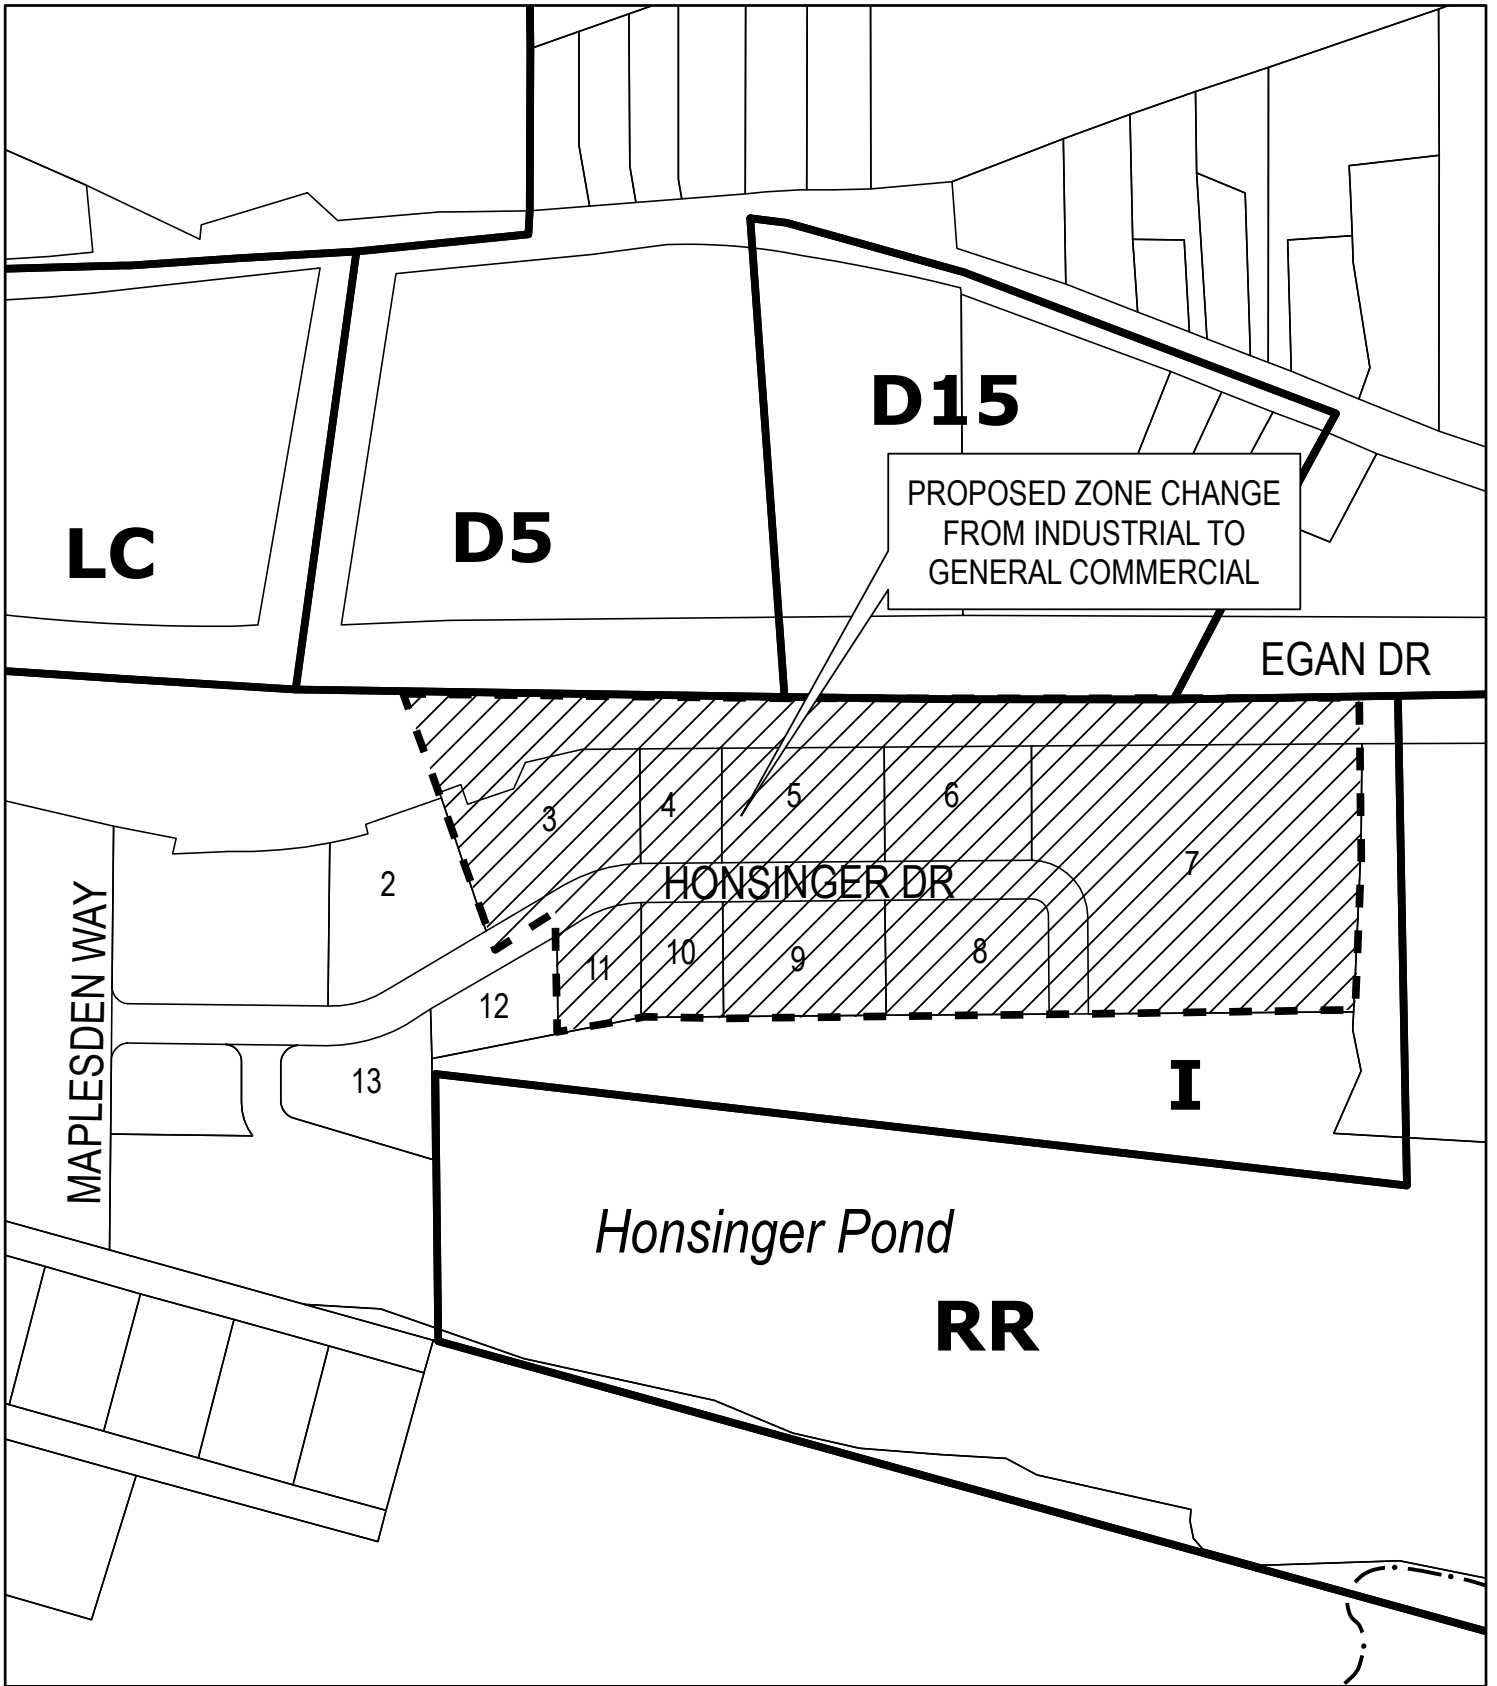 D15
PROPOSED ZONE CHANGE
FROM INDUSTRIAL TO
GENERAL COMMERCIAL
LC
D5
EGAN DR
3
4
5
6
7
2
HONSINGER DR
MAPLESDEN WAY
11
10
9
8
12
13
I
Honsinger Pond
RR